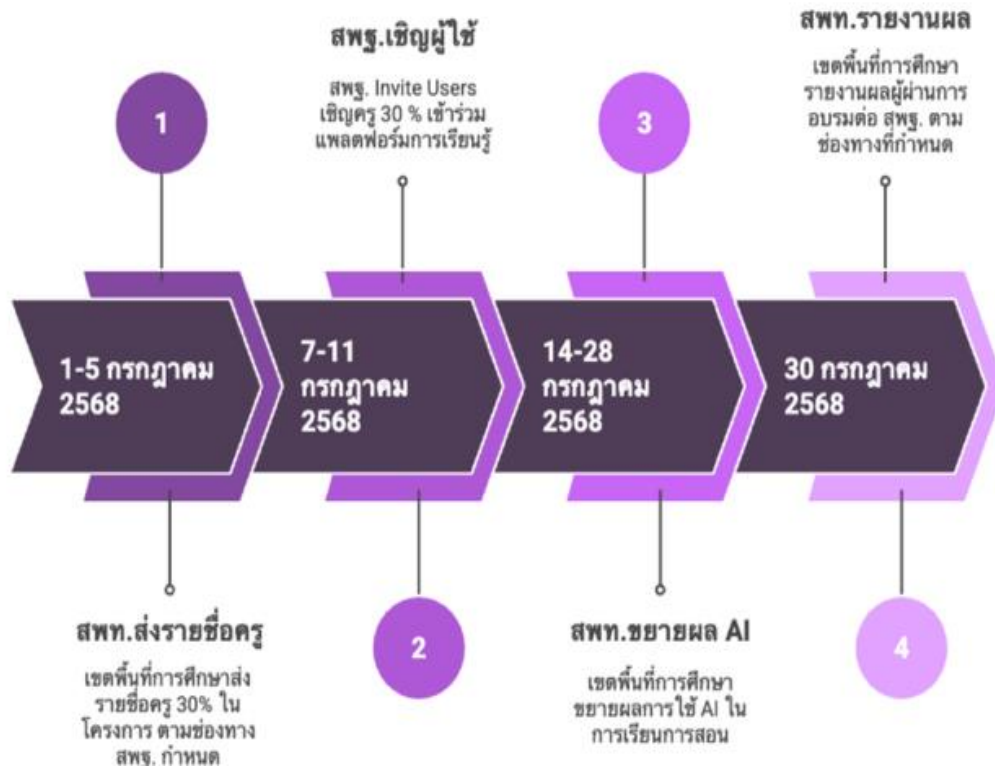 1
1-5 กรกฎาคม
2568
สพท.ส่งรายชื่อครู
เขตพื้นที่การศึกษาส่ง
รายชื่อครู 30% ใน
โครงการ ตามช่องทาง
สพฐ. กำหนด
สพฐ.เชิญผู้ใช้
สพฐ. Invite Users
เชิญครู 30 % เข้าร่วม
แพลตฟอร์มการเรียนรู้
7-11
กรกฎาคม
2568
2
3
14-28
กรกฎาคม
2568
สพท.ขยายผล AI
เขตพื้นที่การศึกษา
ขยายผลการใช้ AI ใน
การเรียนการสอน
สพท.รายงานผล
เขตพื้นที่การศึกษา
รายงานผลผู้ผ่านการ
อบรมต่อ สพฐ. ตาม
ช่องทางที่กำหนด
30 กรกฎาคม
2568
4